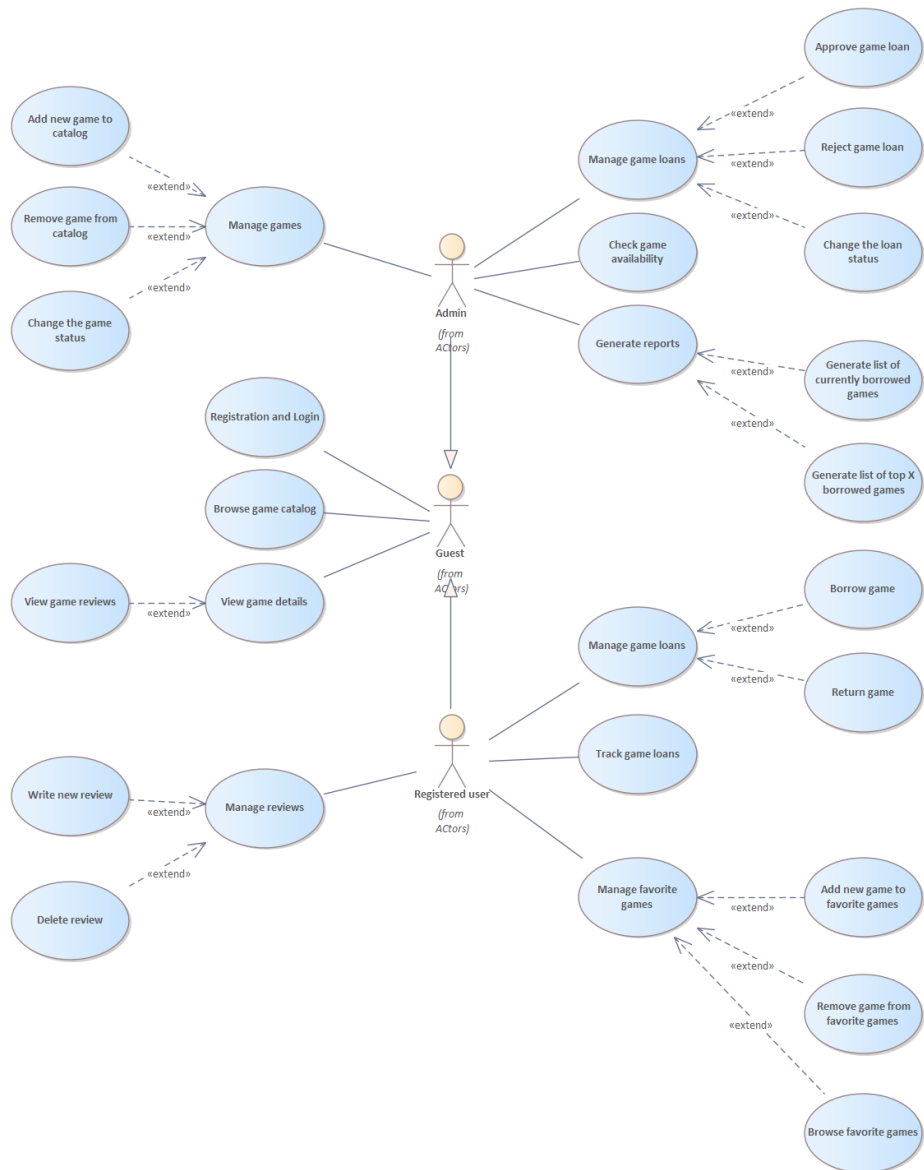 Approve game loan
Add new game to
catalog
«extend»
Manage game loans
«extend»
Reject game loan
«extend»
Remove game from
catalog
«extend»
Manage games
«extend»
Check game
availability
Change the loan
status
«extend»
Change the game
status
Admin
(from
ACtors)
Generate reports
«extend»
Generate list of
currently borrowed
games
Registration and Login
«extend»
Generate list of top X
borrowed games
Browse game catalog
Guest
(from
ACtors)
View game reviews
«extend»
View game details
Borrow game
«extend»
Manage game loans
«extend»
Return game
Track game loans
Write new review
«extend»
Manage reviews
Registered user
(from
ACtors)
«extend»
Delete review
Manage favorite
games
«extend»
Add new game to
favorite games
«extend»
Remove game from
favorite games
«extend»
Browse favorite games